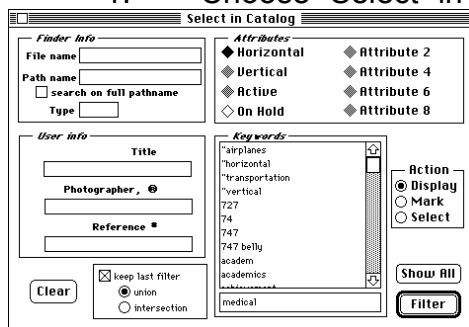 Select in Catalog
Finder Info
File name
Path name
search on full pathname
Type
Attributes
Horizontal
Attribute 2
Vertical
Attribute 4
Active
Attribute 6
On Hold
Attribute 8
User info
Title
Photographer, ®
Reference #
Keywords
"airplanes
"horizontal
"transportation
"vertical
727
74
747
747 belly
academ
academics
medical
Action
Display
Mark
Select
Clear
keep last filter
union
intersection
Show All
Filter